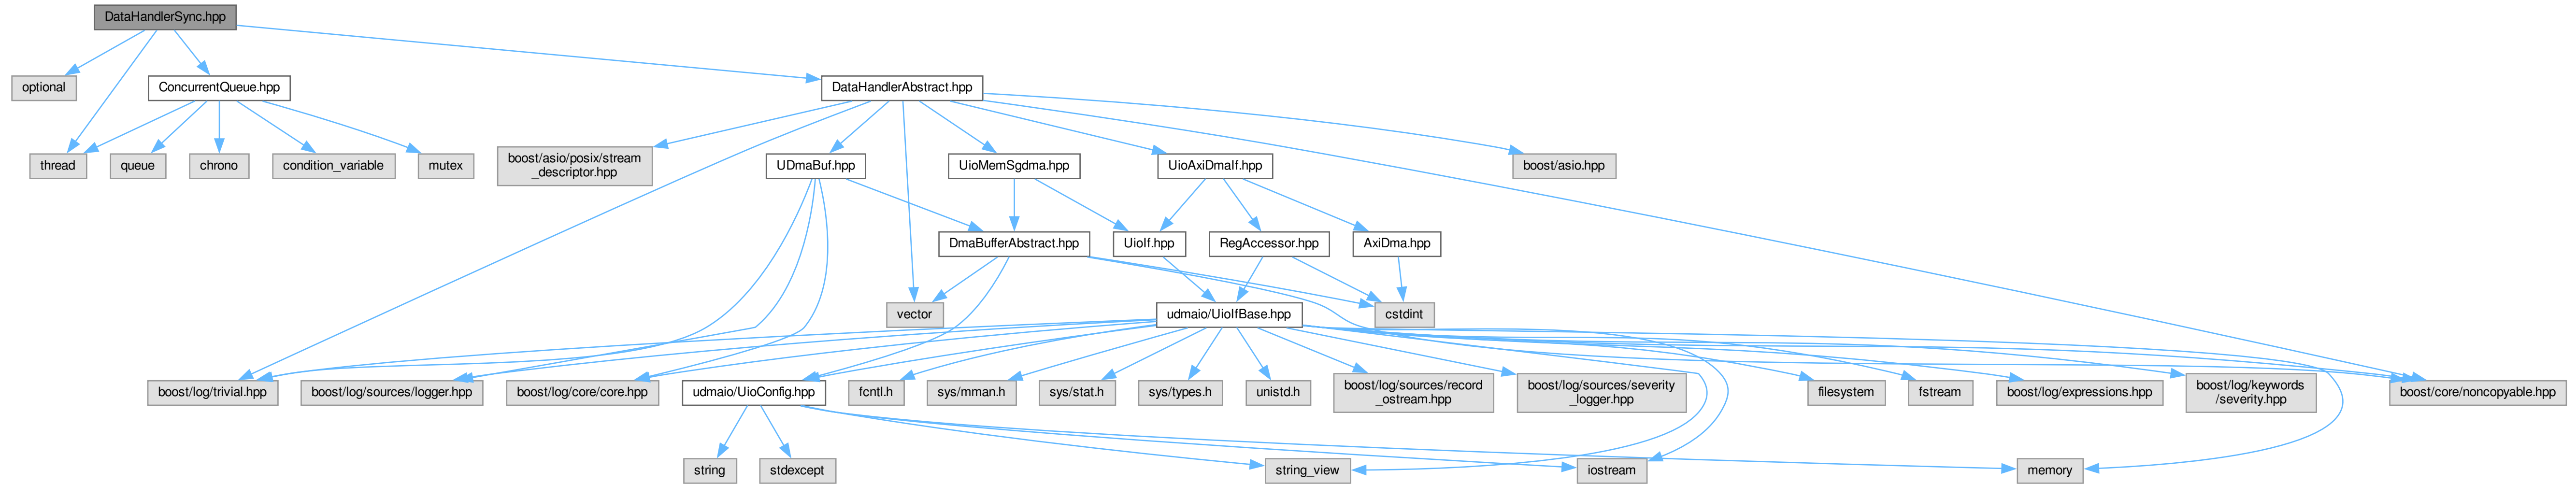 DataHandlerSync.hpp
optional
ConcurrentQueue.hpp
DataHandlerAbstract.hpp
thread
queue
chrono
condition_variable
mutex
boost/asio/posix/stream
_descriptor.hpp
UDmaBuf.hpp
UioMemSgdma.hpp
UioAxiDmaIf.hpp
boost/asio.hpp
DmaBufferAbstract.hpp
UioIf.hpp
RegAccessor.hpp
AxiDma.hpp
vector
udmaio/UioIfBase.hpp
cstdint
boost/log/trivial.hpp
boost/log/sources/logger.hpp
boost/log/core/core.hpp
udmaio/UioConfig.hpp
fcntl.h
sys/mman.h
sys/stat.h
sys/types.h
unistd.h
boost/log/sources/record
_ostream.hpp
boost/log/sources/severity
_logger.hpp
filesystem
fstream
boost/log/expressions.hpp
boost/log/keywords
/severity.hpp
boost/core/noncopyable.hpp
string
stdexcept
string_view
iostream
memory